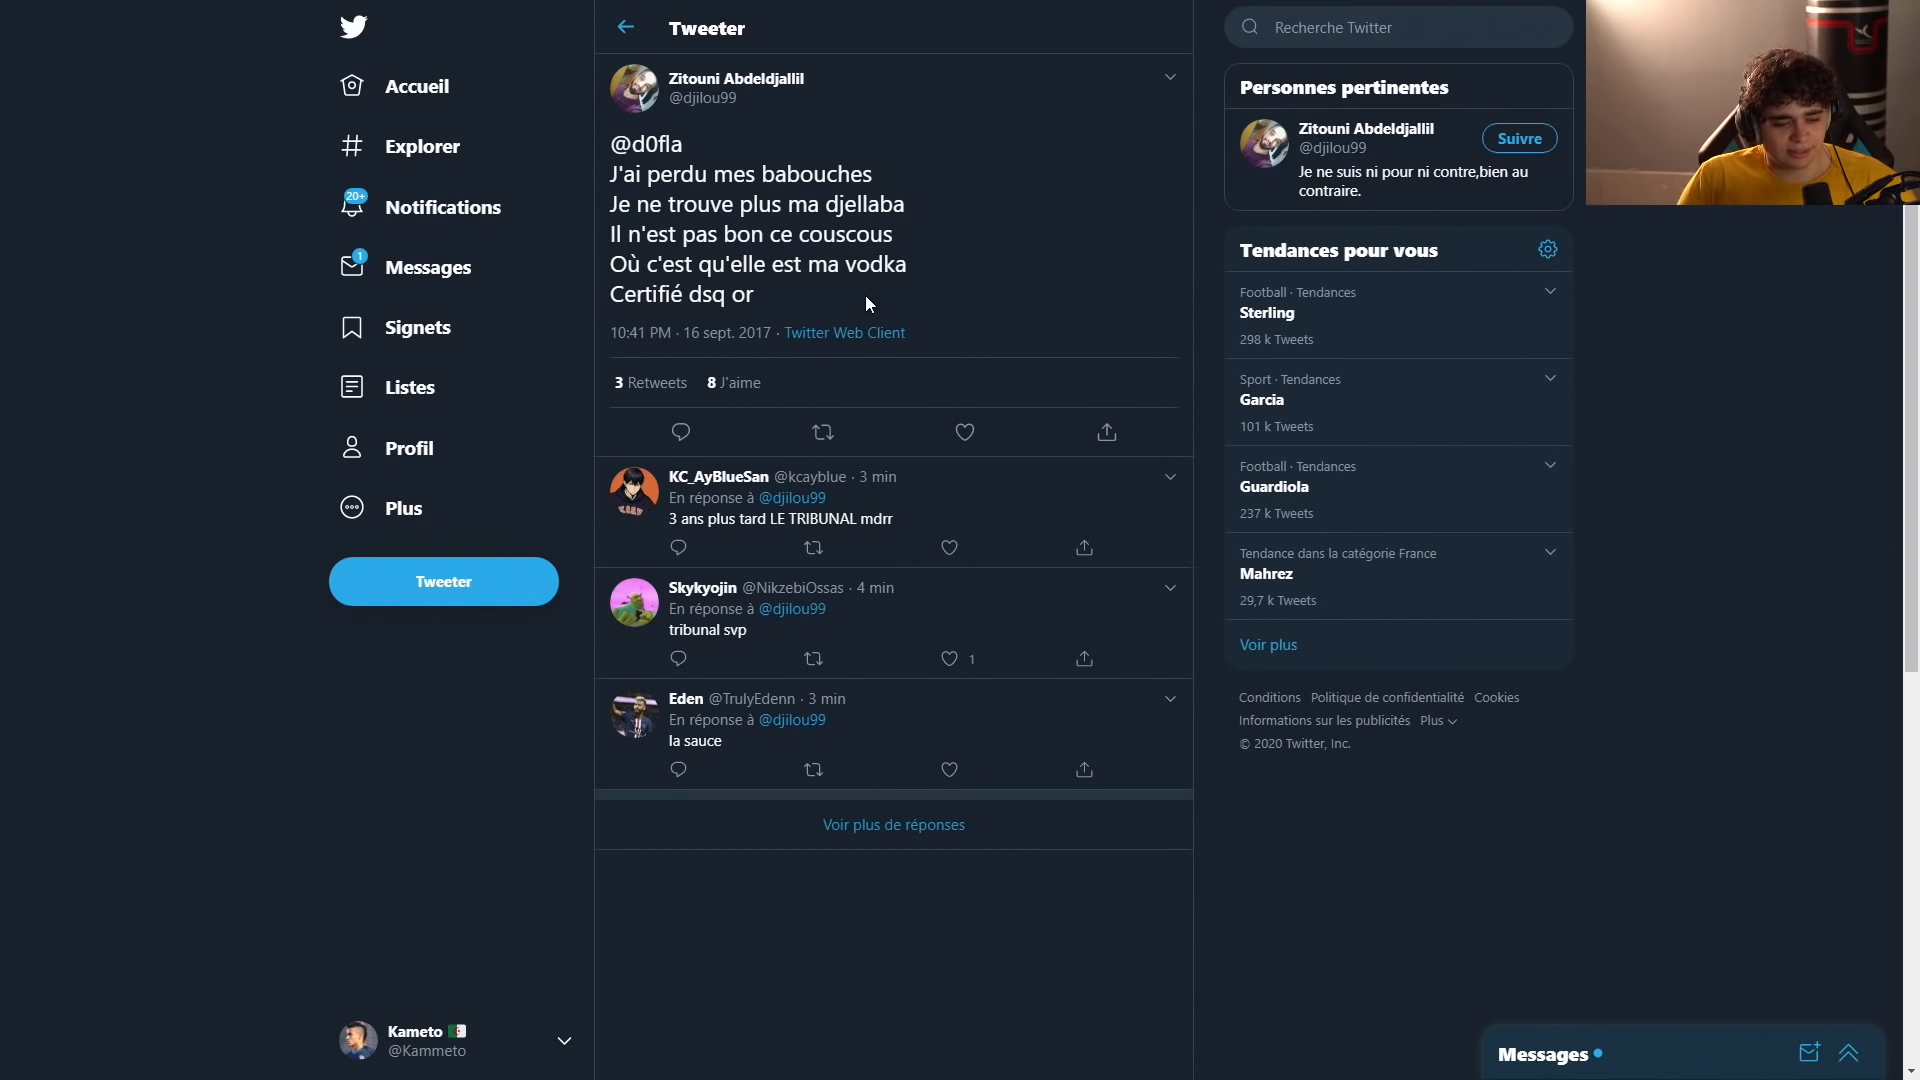 Accueil
Explorer
20+
Notifications
1
Messages
Signets
Listes
Profil
Plus
Tweeter
Kameto
@Kammeto
Tweeter
Zitouni Abdeldjallil
@djilou99
@d0fla
J'ai perdu mes babouches
Je ne trouve plus ma djellaba
Il n'est pas bon ce couscous
Où c'est qu'elle est ma vodka
Certifié dsq or
10:41 PM · 16 sept. 2017 · Twitter Web Client
3 Retweets 8 J'aime
KC_AyBlueSan @kcayblue · 3 min
En réponse à @djilou99
3 ans plus tard LE TRIBUNAL mdrr
Skykyojin @NikzebiOssas · 4 min
En réponse à @djilou99
tribunal svp
1
Eden @TrulyEdenn · 3 min
En réponse à @djilou99
la sauce
Voir plus de réponses
Recherche Twitter
Personnes pertinentes
Zitouni Abdeldjallil
@djilou99
Suivre
Je ne suis ni pour ni contre,bien au
contraire.
Tendances pour vous
Football · Tendances
Sterling
298 k Tweets
Sport · Tendances
Garcia
101 k Tweets
Football · Tendances
Guardiola
237 k Tweets
Tendance dans la catégorie France
Mahrez
29,7 k Tweets
Voir plus
Conditions Politique de confidentialité Cookies
Informations sur les publicités Plus
© 2020 Twitter, Inc.
Messages